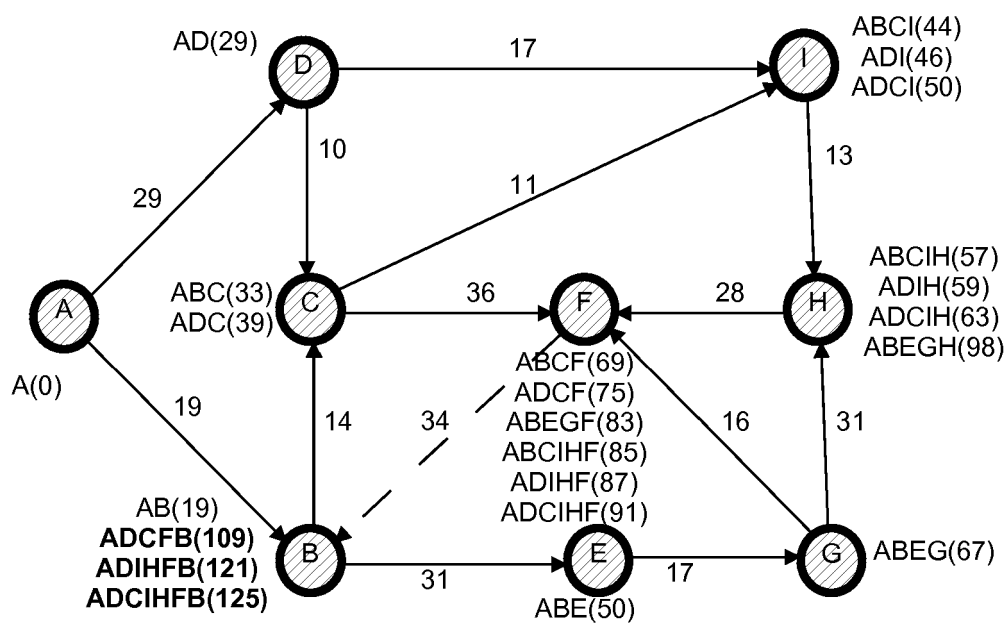 AD(29)
D
17
I
ABCI(44)
ADI(46)
ADCI(50)
10
13
29
11
ABC(33)
ADC(39)
C
36
F
28
H
ABCIH(57)
ADIH(59)
ADCIH(63)
ABEGH(98)
A
A(0)
19
14
34
ABCF(69)
ADCF(75)
ABEGF(83)
ABCIHF(85)
ADIHF(87)
ADCIHF(91)
16
31
AB(19)
ADCFB(109)
ADIHFB(121)
ADCIHFB(125)
B
31
E
ABE(50)
17
G
ABEG(67)